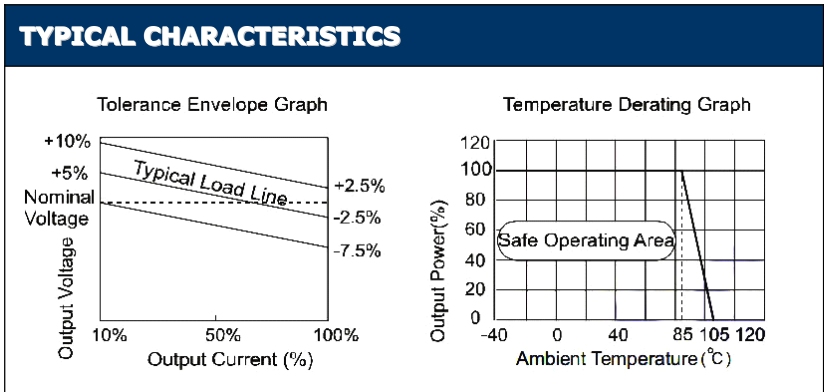 TYPICAL CHARACTERISTICS
Tolerance Envelope Graph
+10%
+5%
Nominal
Voltage
Typical Load Line
+2.5%
-2.5%
-7.5%
Output Voltage
10%
50%
100%
Output Current (%)
Temperature Derating Graph
120
100
80
60
40
20
0
Output Power(%)
Safe Operating Area
-40
0
40
85
105
120
Ambient Temperature(℃)